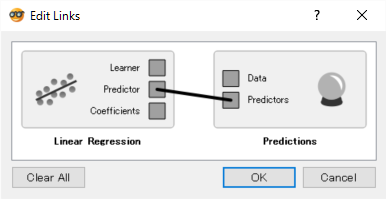 Edit Links
?
Learner
Predictor
Coefficients
Data
Predictors
Linear Regression
Predictions
Clear All
OK
Cancel